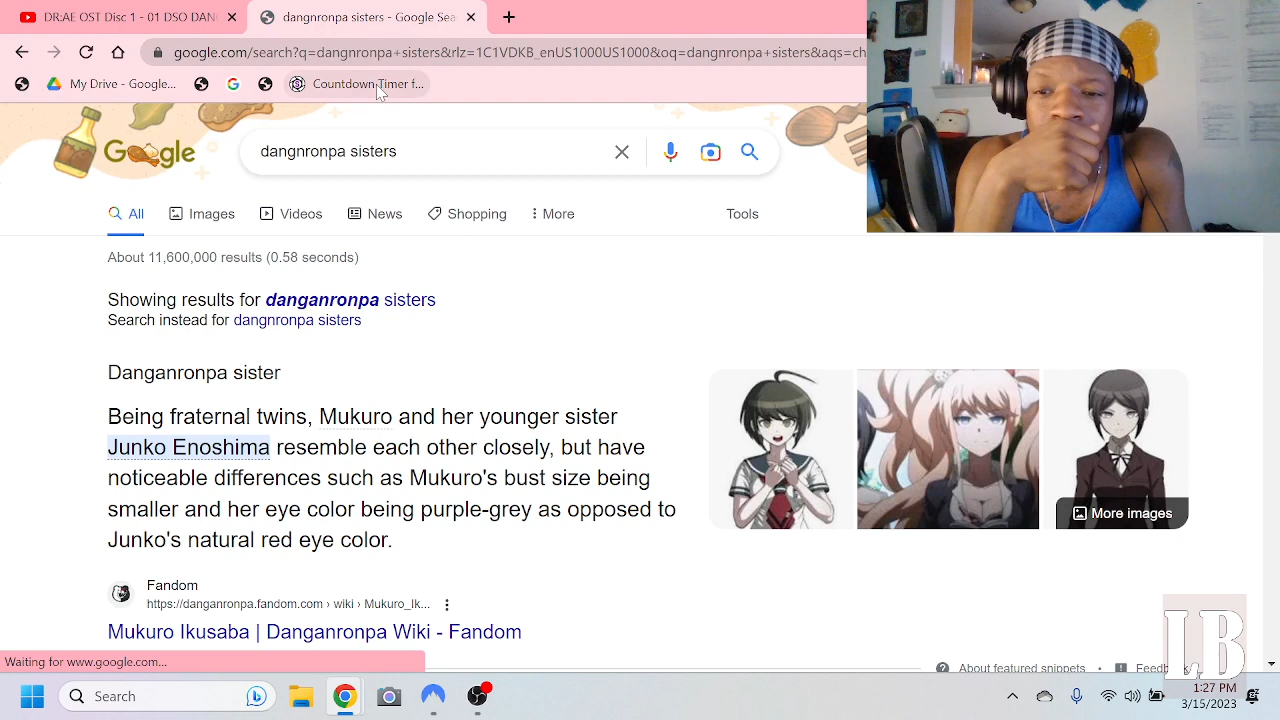 DR:AE OST Disc 1 - 01 DSO DAN
dangnronpa sisters - Google Sea
google.com/search?q=dangnronpa+sisters&rlz=1C1VDKB_enUS1000US1000&oq=dangnronpa+sisters&aqs=ch
My Drive - Google...
Countdown Timer f...
Google
dangnronpa sisters
All
Images
Videos
News
Shopping
More
Tools
About 11,600,000 results (0.58 seconds)
Showing results for danganronpa sisters
Search instead for dangnronpa sisters
Danganronpa sister
Being fraternal twins, Mukuro and her younger sister
Junko Enoshima resemble each other closely, but have
noticeable differences such as Mukuro's bust size being
smaller and her eye color being purple-grey as opposed to
Junko's natural red eye color.
More images
Fandom
https://danganronpa.fandom.com › wiki › Mukuro_Ik...
Mukuro Ikusaba | Danganronpa Wiki - Fandom
About featured snippets
Waiting for www.google.com...
LB
Search
1:27 PM
3/15/2023